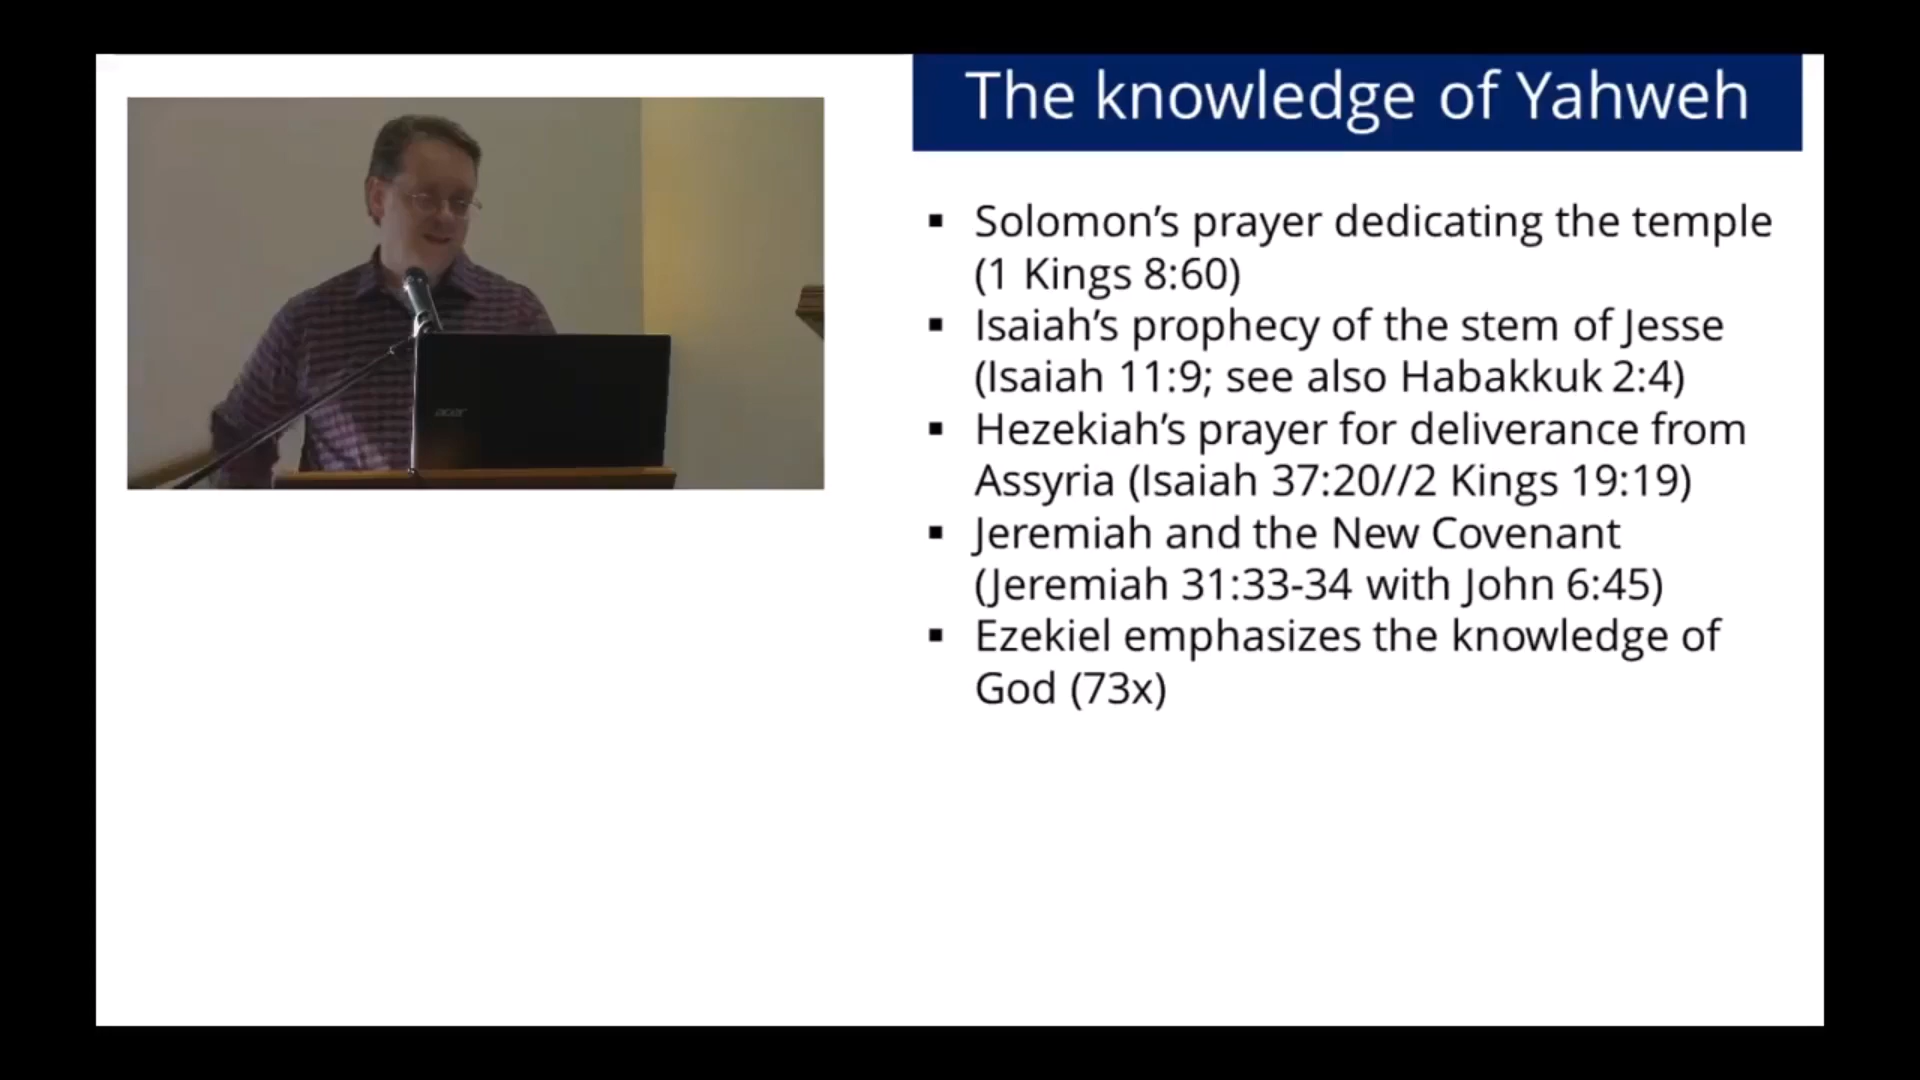 The knowledge of Yahweh
▪ Solomon’s prayer dedicating the temple
(1 Kings 8:60)
▪ Isaiah’s prophecy of the stem of Jesse
(Isaiah 11:9; see also Habakkuk 2:4)
▪ Hezekiah’s prayer for deliverance from
Assyria (Isaiah 37:20//2 Kings 19:19)
▪ Jeremiah and the New Covenant
(Jeremiah 31:33-34 with John 6:45)
▪ Ezekiel emphasizes the knowledge of
God (73x)
acer